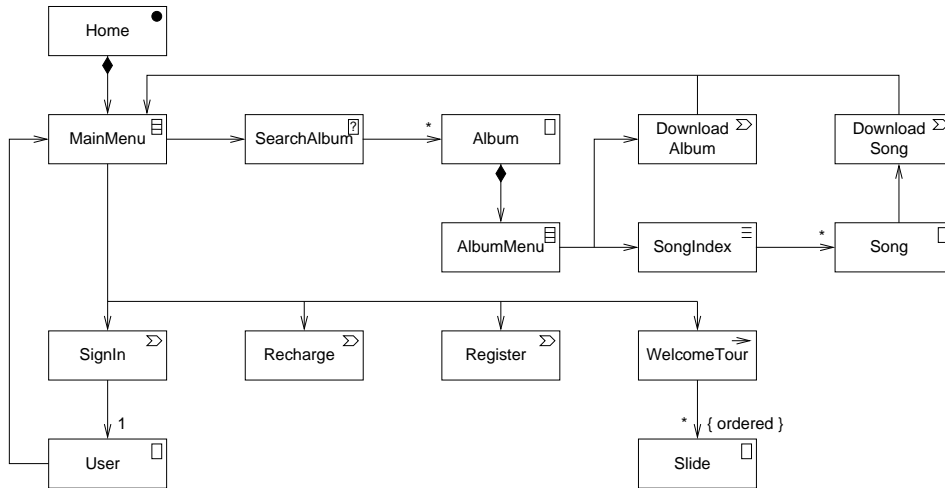 Home
MainMenu
?
SearchAlbum
*
Album
Download
Album
Download
Song
AlbumMenu
SongIndex
*
Song
SignIn
Recharge
Register
WelcomeTour
1
*
{ ordered }
User
Slide